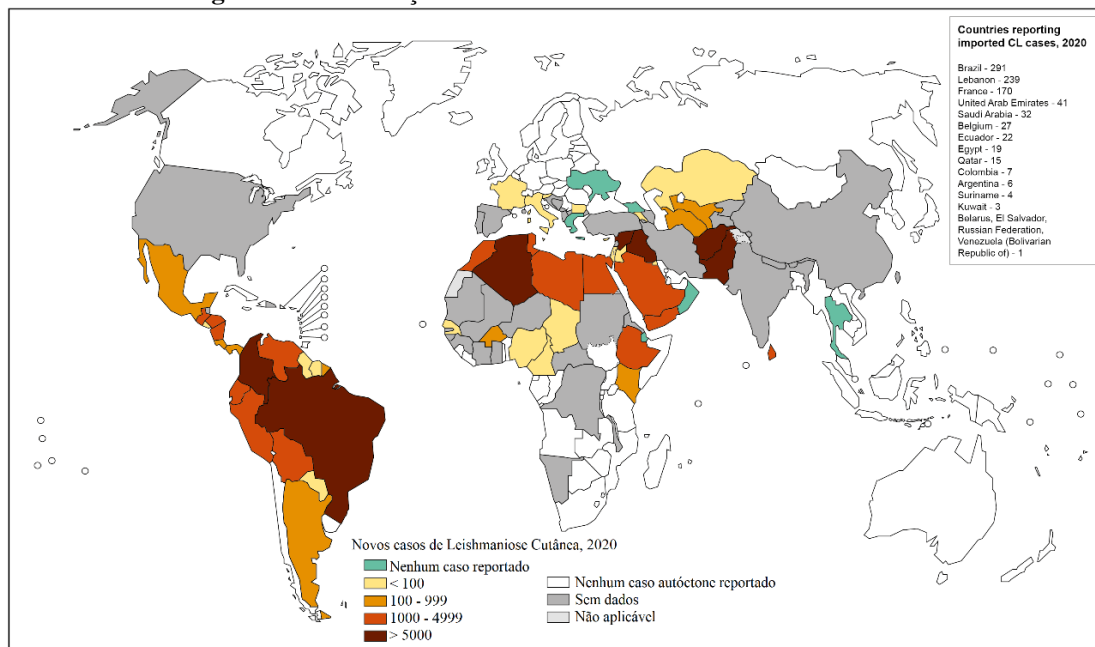 Countries reporting
imported CL cases, 2020
Brazil - 291
Lebanon - 239
France - 170
United Arab Emirates - 41
Saudi Arabia - 32
Belgium - 27
Ecuador - 22
Egypt - 19
Qatar - 15
Colombia - 7
Argentina - 6
Suriname - 4
Kuwait - 3
Belarus, El Salvador,
Russian Federation,
Venezuela (Bolivarian
Republic of) - 1
Novos casos de Leishmaniose Cutânea, 2020
Nenhum caso reportado
< 100
100 - 999
1000 - 4999
> 5000
Nenhum caso autóctone reportado
Sem dados
Não aplicável